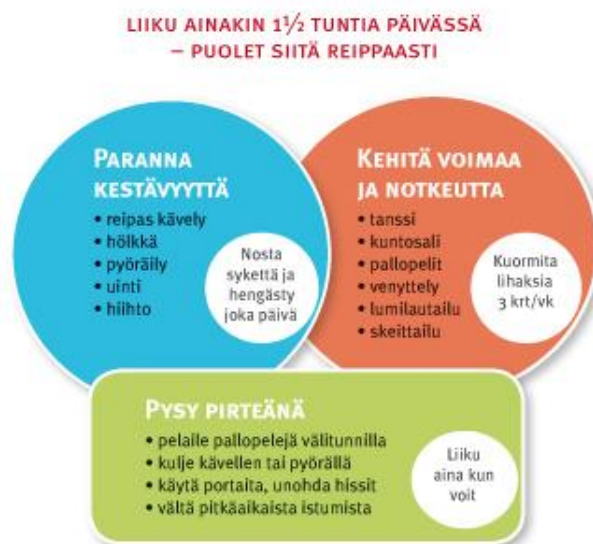 LIIKU AINAKIN 1½ TUNTIA PÄIVÄSSÄ
– PUOLET SIITÄ REIPPAASTI
PARANNA
KESTÄVYYTTÄ
• reipas kävely
• hölkkä
• pyöräily
• uinti
• hiihto
Nosta
sykettä ja
hengästy
joka päivä
KEHITÄ VOIMAA
JA NOTKEUTTA
• tanssi
• kuntosali
• pallopelit
• venyttely
• lumilautailu
• skeittailu
Kuormita
lihaksia
3 krt/vk
PYSY PIRTEÄNÄ
• pelaile pallopelejä välitunnilla
• kulje kävellen tai pyörällä
• käytä portaita, unohda hissit
• vältä pitkäaikaista istumista
Liiku
aina kun
voit